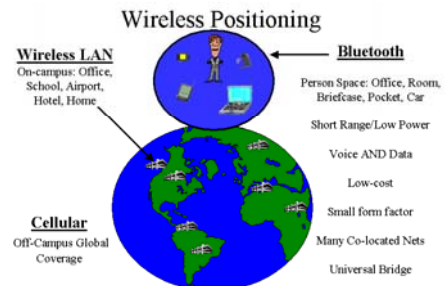 Wireless Positioning
Wireless LAN
On-campus: Office,
School, Airport,
Hotel, Home
Cellular
Off-Campus Global
Coverage
Bluetooth
Person Space: Office, Room,
Briefcase, Pocket, Car
Short Range/Low Power
Voice AND Data
Low-cost
Small form factor
Many Co-located Nets
Universal Bridge